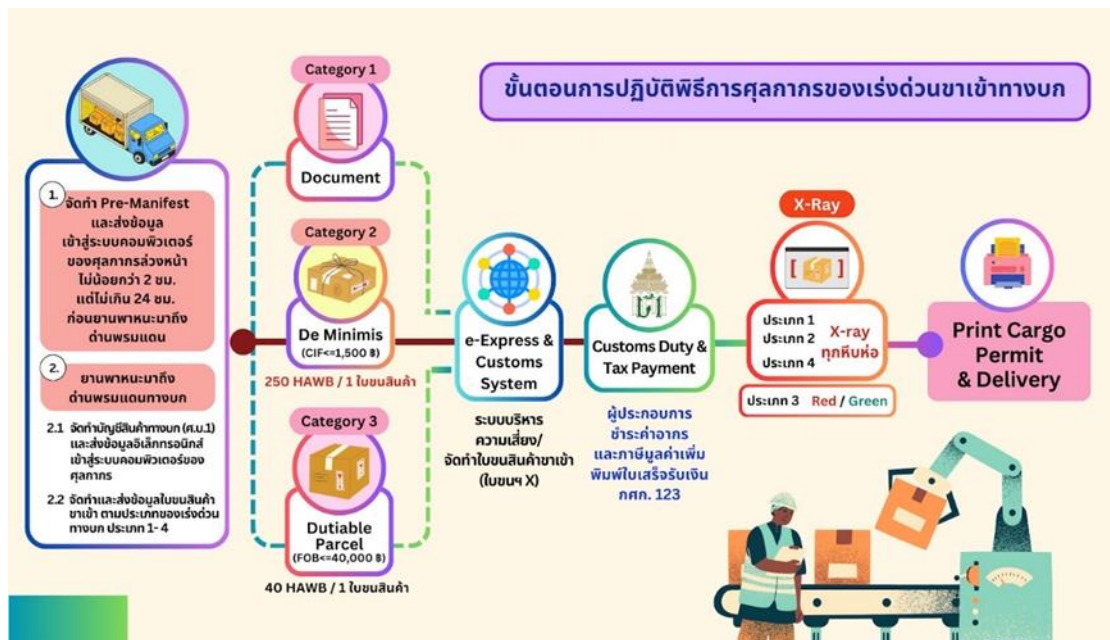 ขั้นตอนการปฏิบัติพิธีการศุลกากรของเร่งด่วนขาเข้าทางบก
1.
จัดทำ Pre-Manifest
และส่งข้อมูล
เข้าสู่ระบบคอมพิวเตอร์
ของศุลกากรล่วงหน้า
ไม่น้อยกว่า 2 ชม.
แต่ไม่เกิน 24 ชม.
ก่อนยานพาหนะมาถึง
ด่านพรมแดน
2.
ยานพาหนะมาถึง
ด่านพรมแดนทางบก
2.1 จัดทำบัญชีสินค้าทางบก (ศ.บ.1)
และส่งข้อมูลอิเล็กทรอนิกส์
เข้าสู่ระบบคอมพิวเตอร์ของ
ศุลกากร
2.2 จัดทำและส่งข้อมูลใบขนสินค้า
ขาเข้า ตามประเภทของเร่งด่วน
ทางบก ประเภท 1- 4
Category 1
Document
Category 2
De Minimis
(CIF<=1,500 ฿)
250 HAWB / 1 ใบขนสินค้า
Category 3
Dutiable
Parcel
(FOB<=40,000 ฿)
40 HAWB / 1 ใบขนสินค้า
e-Express &
Customs
System
ระบบบริหาร
ความเสี่ยง/
จัดทำใบขนสินค้าขาเข้า
(ใบขนฯ X)
Customs Duty &
Tax Payment
ผู้ประกอบการ
ชำระค่าอากร
และภาษีมูลค่าเพิ่ม
พิมพ์ใบเสร็จรับเงิน
กศก. 123
X-Ray
ประเภท 1
ประเภท 2
ประเภท 4
X-ray
ทุกหีบห่อ
ประเภท 3 Red / Green
Print Cargo
Permit
& Delivery